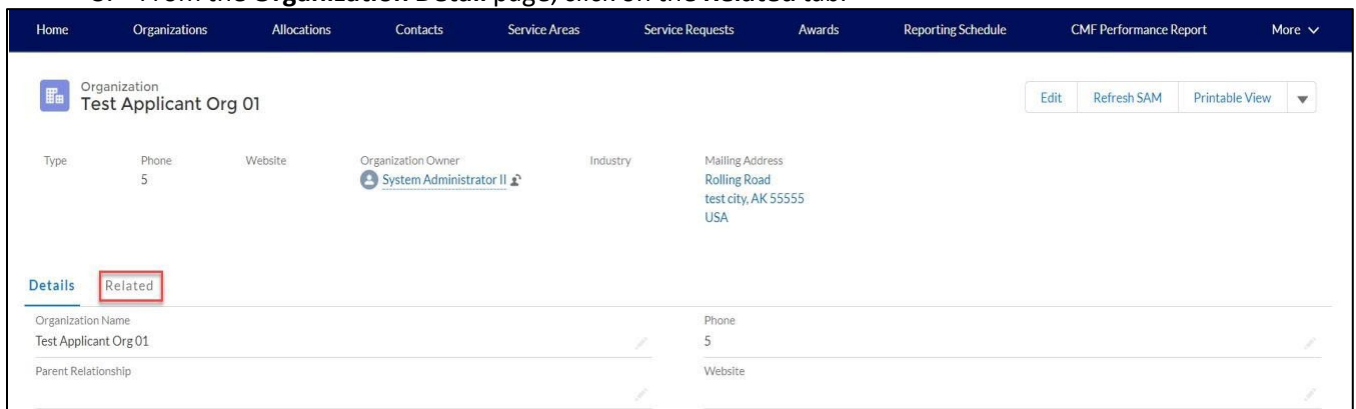 From the Organization Detail page, click on the Related tab.
Home Organizations Allocations Contacts Service Areas Service Requests Awards Reporting Schedule CMF Performance Report More
Organization
Test Applicant Org 01
Edit Refresh SAM Printable View
Type Phone Website Organization Owner Industry Mailing Address
5 System Administrator II Rolling Road
test city, AK 55555
USA
Details Related
Organization Name Phone
Test Applicant Org 01 5
Parent Relationship Website